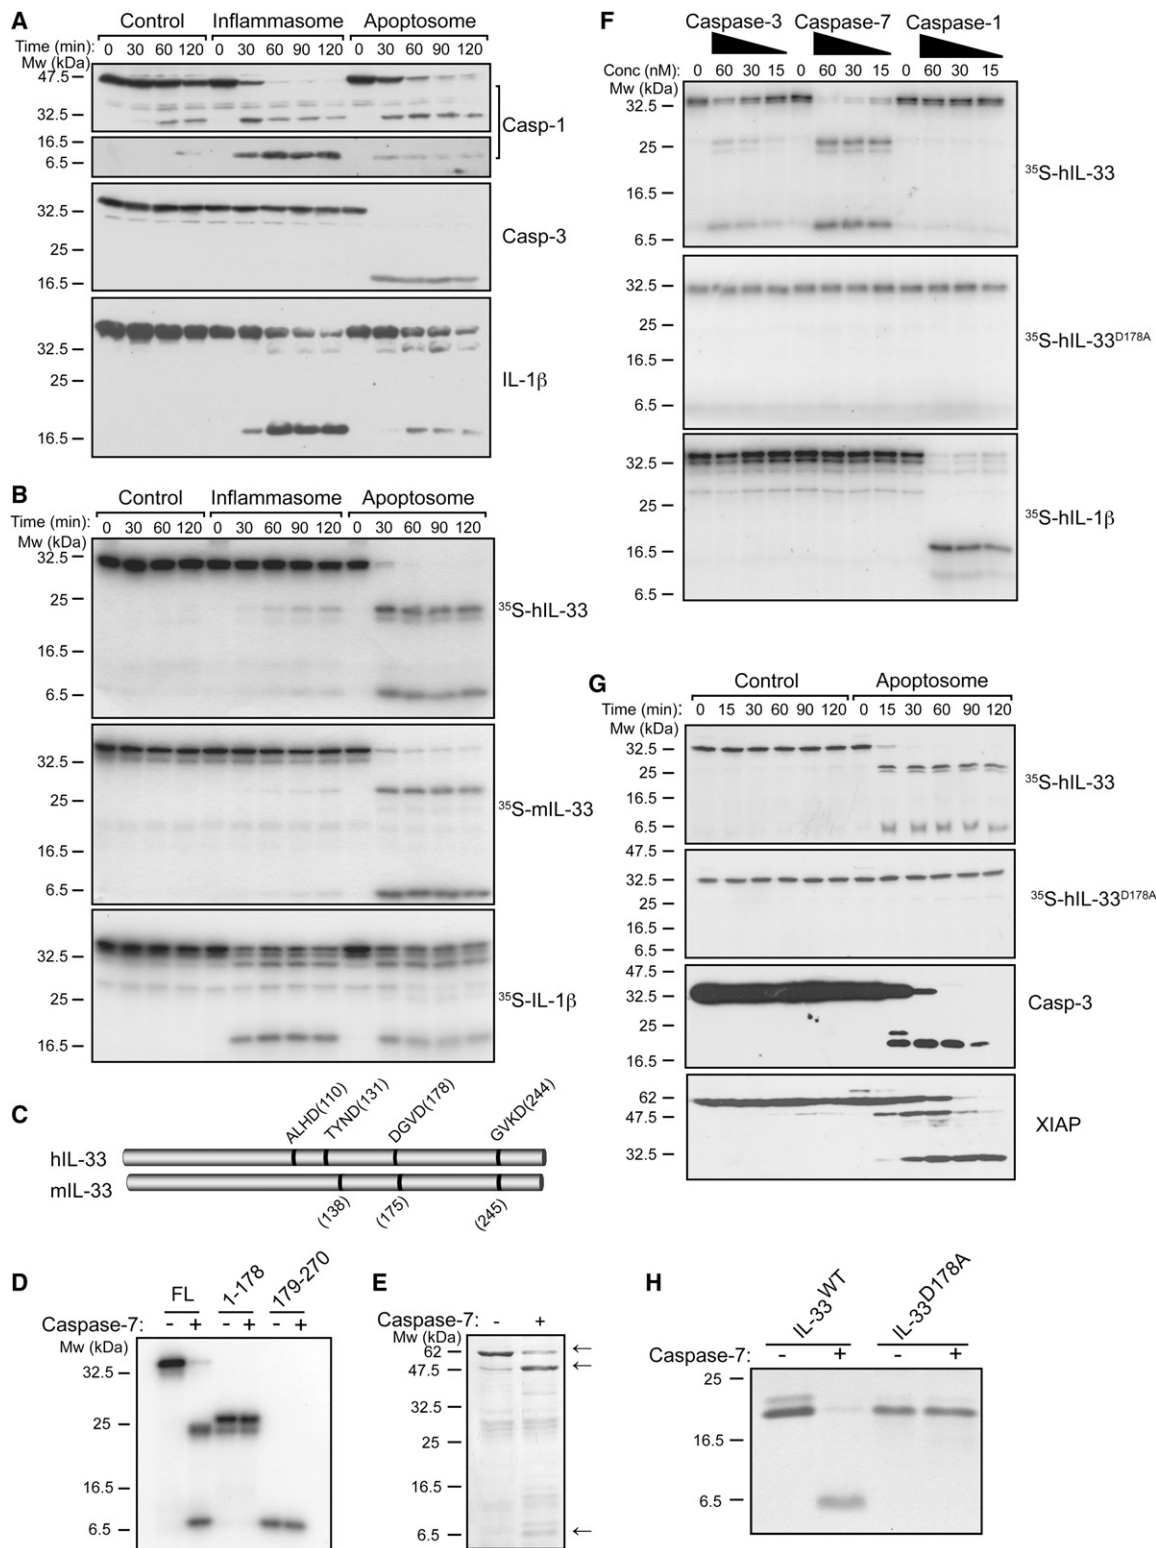 A
Control Inflammasome Apoptosome
Time (min): 0 30 60 120 0 30 60 90 120 0 30 60 90 120
Mw (kDa)
47.5
32.5
16.5
6.5
Casp-1
32.5
25
16.5
Casp-3
32.5
25
16.5
IL-1β
B
Control Inflammasome Apoptosome
Time (min): 0 30 60 120 0 30 60 90 120 0 30 60 90 120
Mw (kDa)
32.5
25
16.5
6.5
35S-hIL-33
32.5
25
16.5
6.5
35S-mIL-33
32.5
25
16.5
35S-IL-1β
C
ALHD(110) TYND(131) DGVD(178) GVKD(244)
hIL-33
mIL-33
(138) (175) (245)
D
FL 1-178 179-270
Caspase-7: - + - + - +
Mw (kDa)
32.5
25
16.5
6.5
E
Caspase-7: - +
Mw (kDa)
62
47.5
32.5
25
16.5
6.5
F
Caspase-3 Caspase-7 Caspase-1
Conc (nM): 0 60 30 15 0 60 30 15 0 60 30 15
Mw (kDa)
32.5
25
16.5
6.5
35S-hIL-33
32.5
25
16.5
6.5
35S-hIL-33D178A
32.5
25
16.5
6.5
35S-hIL-1β
G
Control Apoptosome
Time (min): 0 15 30 60 90 120 0 15 30 60 90 120
Mw (kDa)
32.5
25
16.5
6.5
35S-hIL-33
47.5
32.5
25
16.5
6.5
35S-hIL-33D178A
47.5
32.5
25
16.5
Casp-3
62
47.5
32.5
XIAP
H
IL-33WT IL-33D178A
Caspase-7: - + - +
25
16.5
6.5